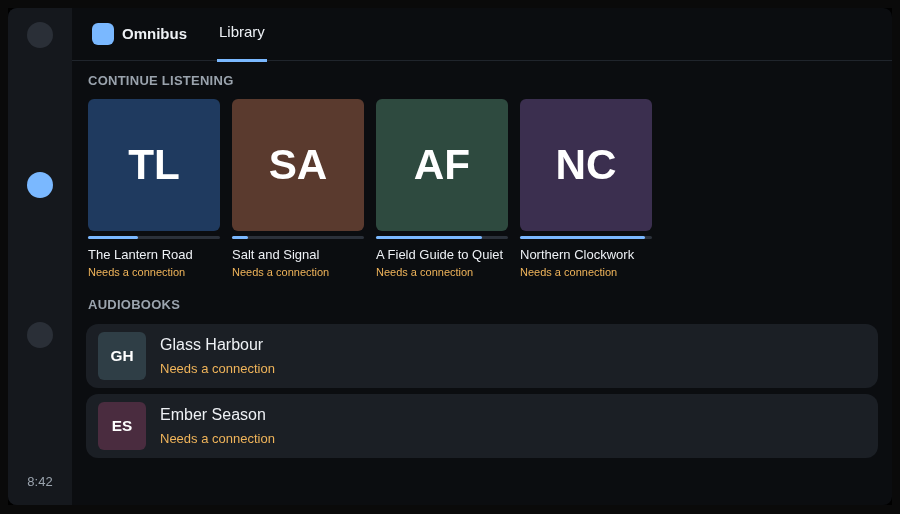 Omnibus
Library
CONTINUE LISTENING
TL
SA
AF
NC
The Lantern Road
Needs a connection
Salt and Signal
Needs a connection
A Field Guide to Quiet
Needs a connection
Northern Clockwork
Needs a connection
AUDIOBOOKS
GH
Glass Harbour
Needs a connection
ES
Ember Season
Needs a connection
8:42